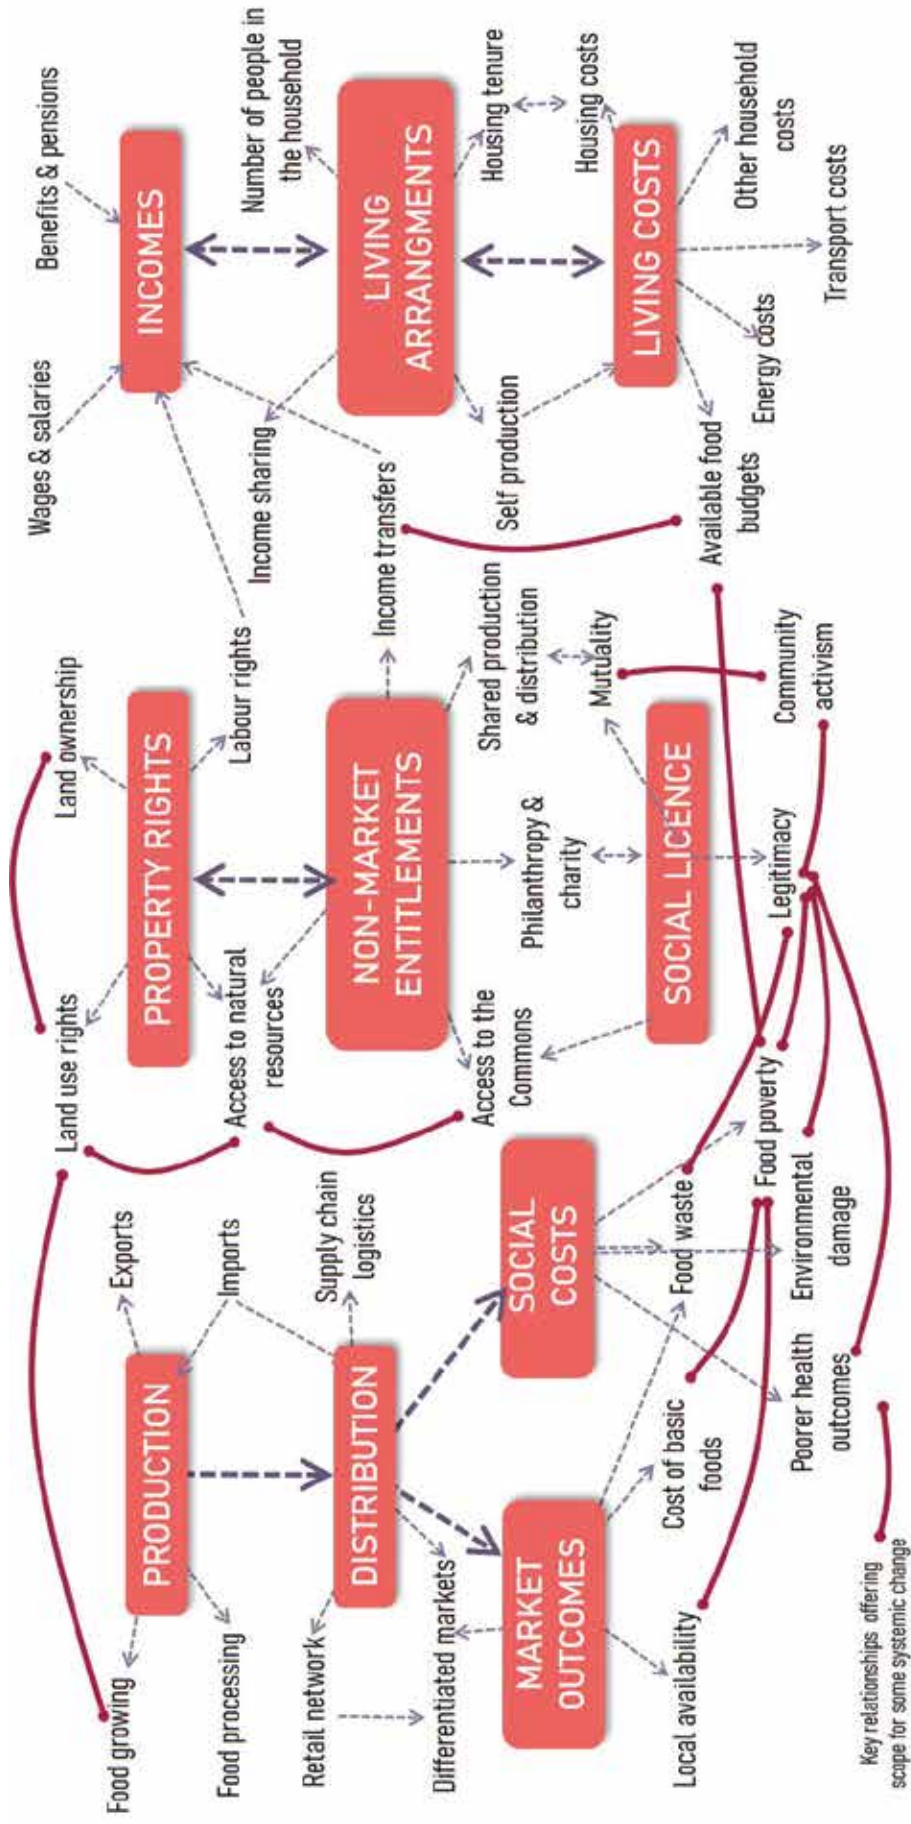 Food growing
PRODUCTION
Exports
Food processing
Imports
Retail network
DISTRIBUTION
Supply chain
logistics
Differentiated markets
MARKET
OUTCOMES
SOCIAL
COSTS
Local availability
Cost of basic
foods
Food waste
Food poverty
Poorer health
outcomes
Environmental
damage
Key relationships offering
scope for some systemic change
Land use rights
Land ownership
PROPERTY RIGHTS
Access to natural
resources
Labour rights
NON-MARKET
ENTITLEMENTS
Income transfers
Access to the
Commons
Philanthropy &
charity
Shared production
& distribution
Mutuality
SOCIAL LICENCE
Legitimacy
Community
activism
Wages & salaries
Benefits & pensions
INCOMES
Income sharing
Number of people in
the household
LIVING
ARRANGMENTS
Self production
Housing tenure
Housing costs
LIVING COSTS
Available food
budgets
Energy costs
Other household
costs
Transport costs